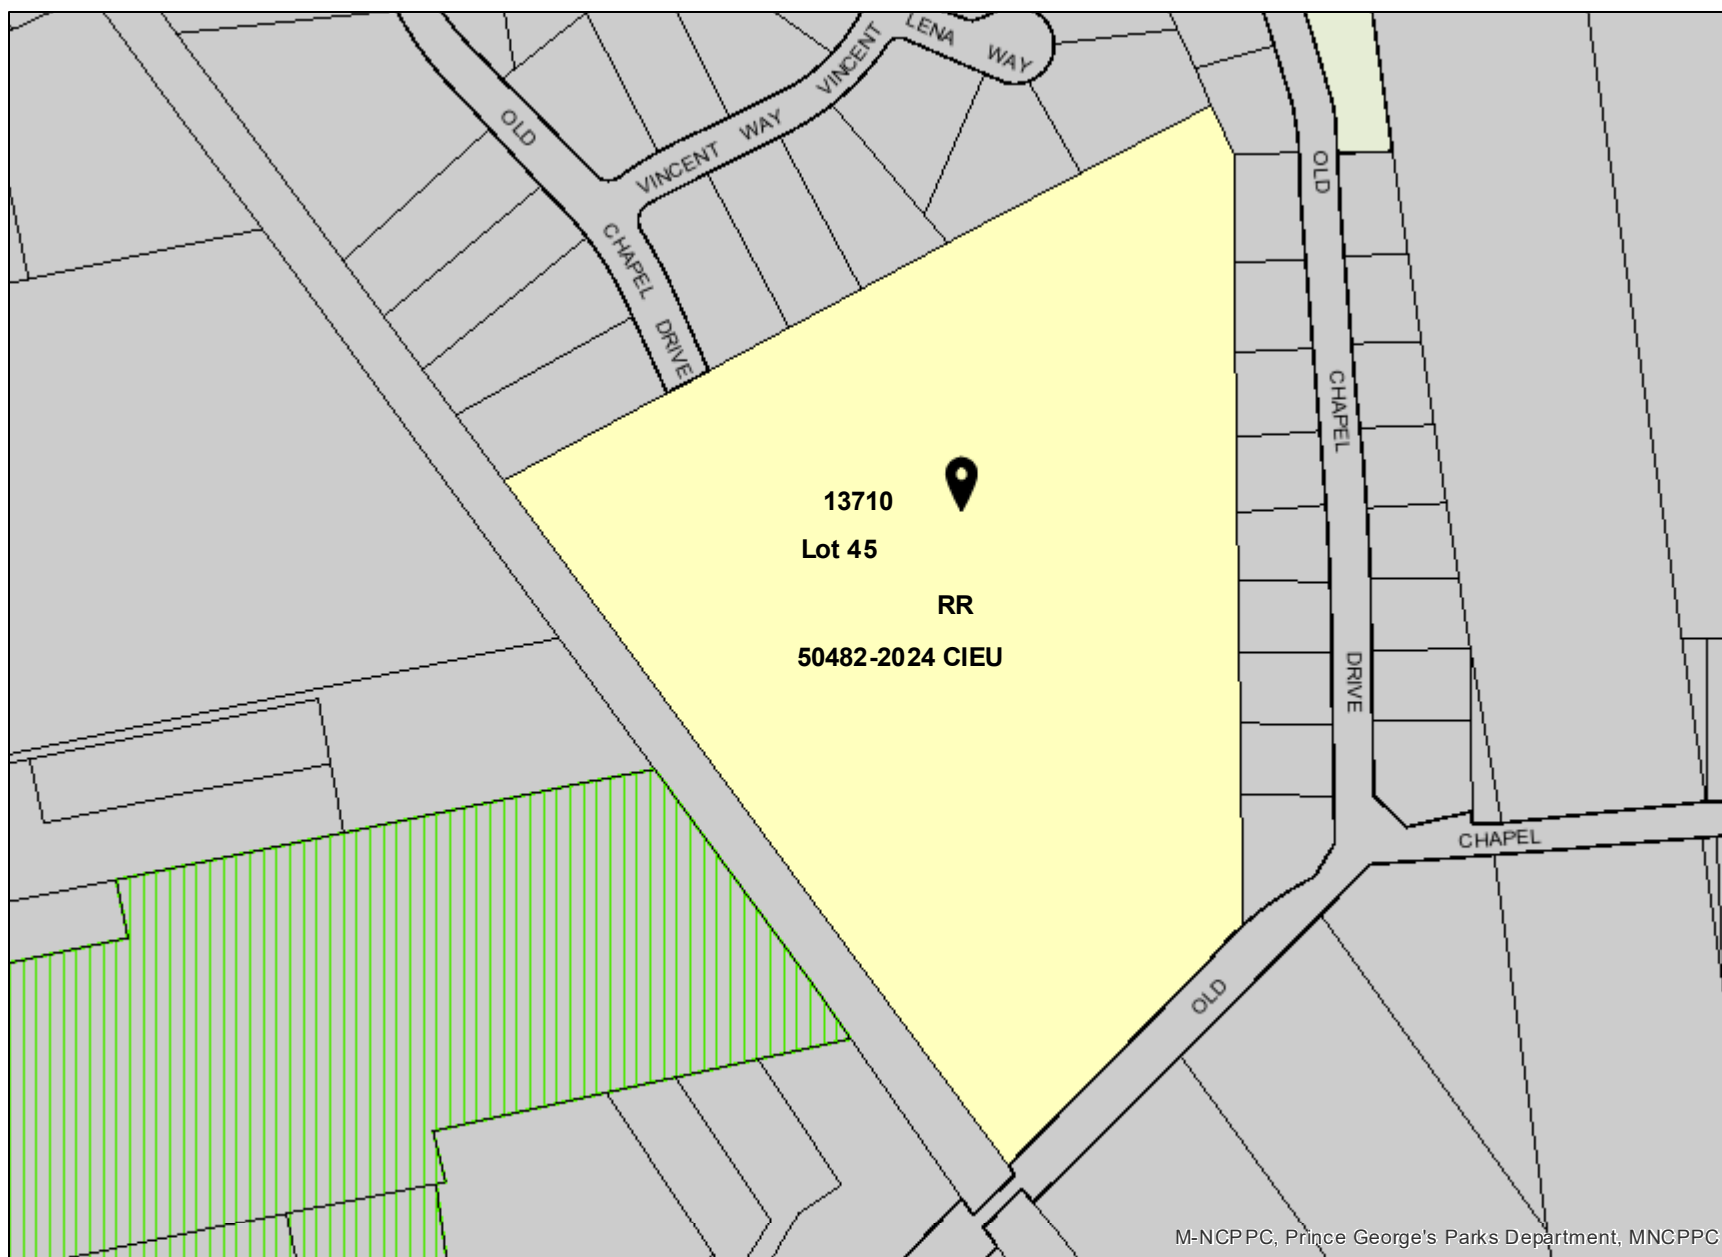 LENA WAY
VINCENT
VINCENT WAY
OLD
CHAPEL
DRIVE
OLD
CHAPEL
DRIVE
13710
Lot 45
RR
50482-2024 CIEU
CHAPEL
OLD
M-NCPPC, Prince George's Parks Department, MNCPPC